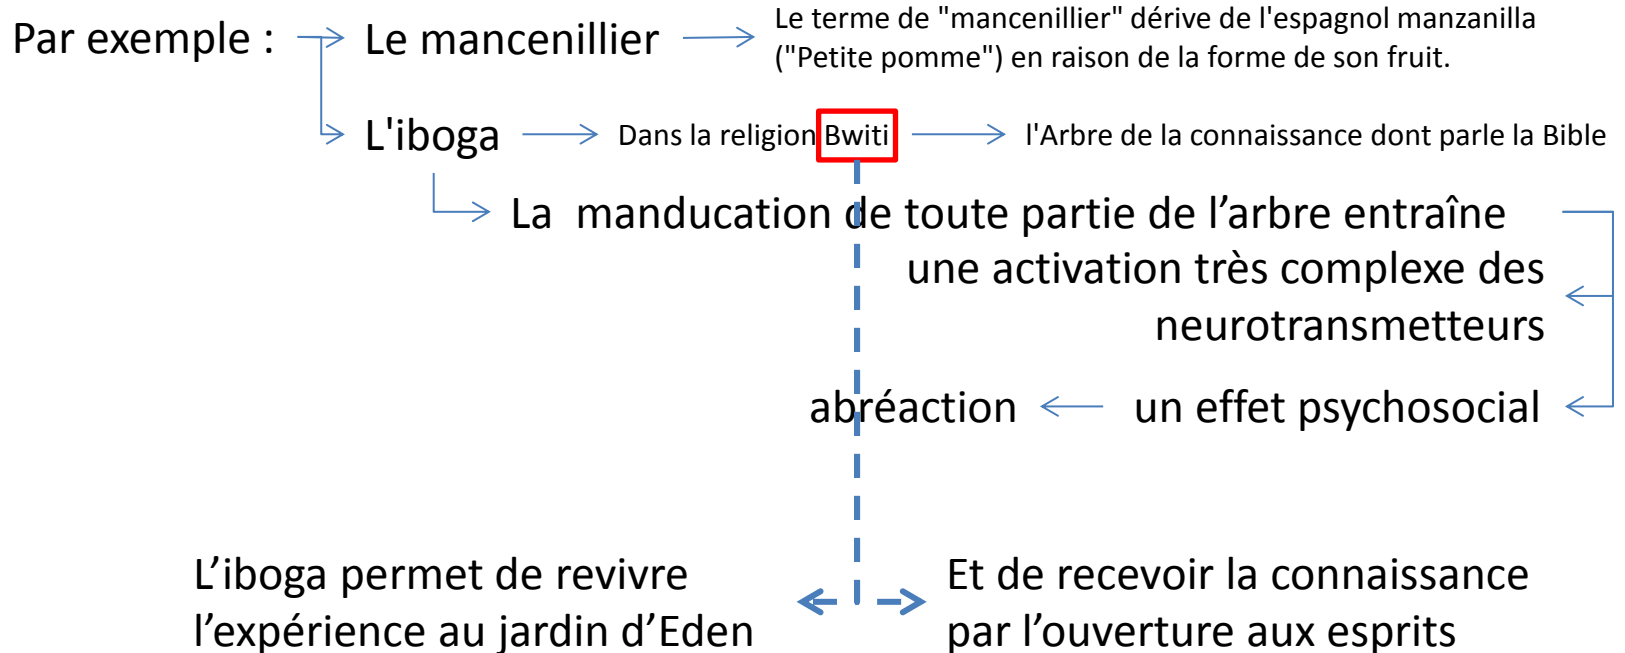 Par exemple :
Le mancenillier
Le terme de "mancenillier" dérive de l'espagnol manzanilla
("Petite pomme") en raison de la forme de son fruit.
L'iboga
Dans la religion Bwiti
l'Arbre de la connaissance dont parle la Bible
La manducation de toute partie de l’arbre entraîne
une activation très complexe des
neurotransmetteurs
abréaction
un effet psychosocial
L’iboga permet de revivre
l’expérience au jardin d’Eden
Et de recevoir la connaissance
par l’ouverture aux esprits